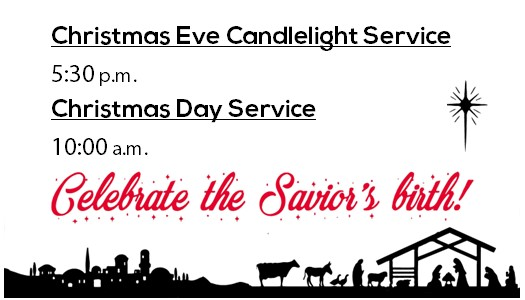 Christmas Eve Candlelight Service
5:30 p.m.
Christmas Day Service
10:00 a.m.
Celebrate the Savior's birth!